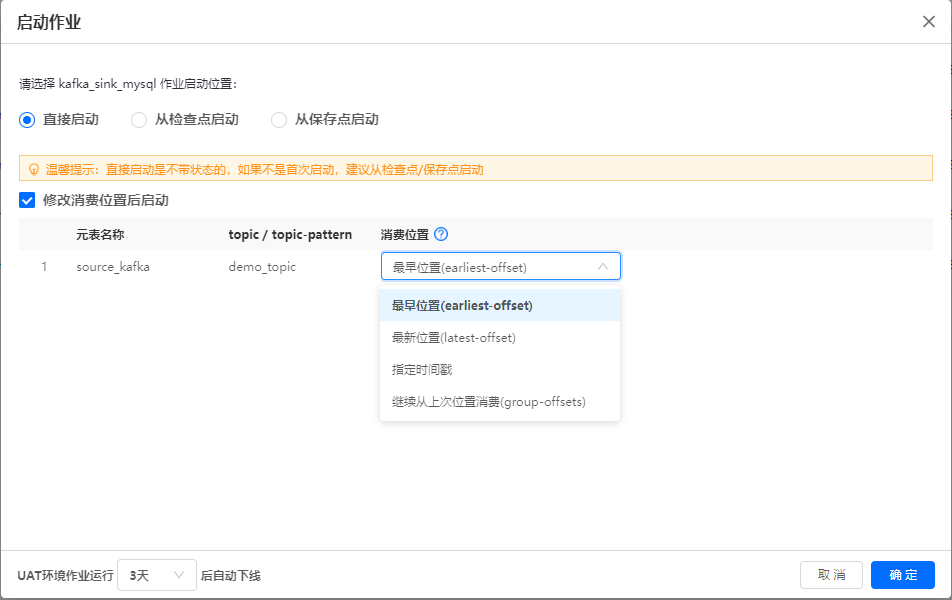 启动作业
请选择 kafka_sink_mysql 作业启动位置:
直接启动 从检查点启动 从保存点启动
温馨提示：直接启动是不带状态的，如果不是首次启动，建议从检查点/保存点启动
修改消费位置后启动
元表名称 topic / topic-pattern 消费位置
1 source_kafka demo_topic 最早位置(earliest-offset)
最早位置(earliest-offset)
最新位置(latest-offset)
指定时间戳
继续从上次位置消费(group-offsets)
UAT环境作业运行 3天 后自动下线 取 消 确 定